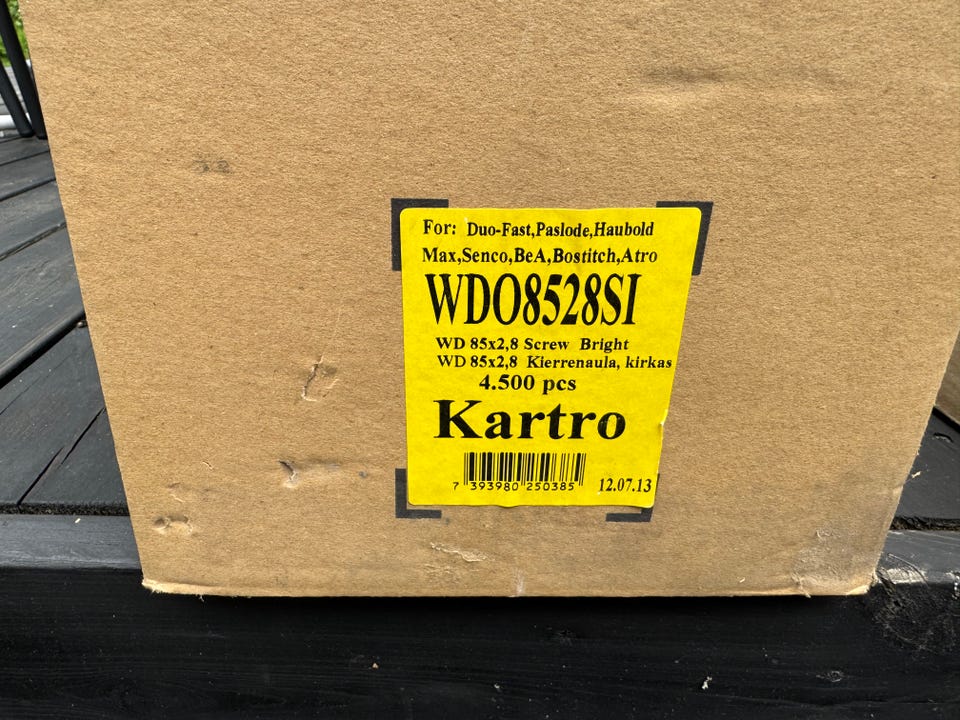 For: Duo-Fast,Paslode,Haubold
Max,Senco,BeA,Bostitch,Atro
WDO8528SI
WD 85x2,8 Screw Bright
WD 85x2,8 Kierrenaula, kirkas
4.500 pcs
Kartro
7 393980 250385
12.07.13